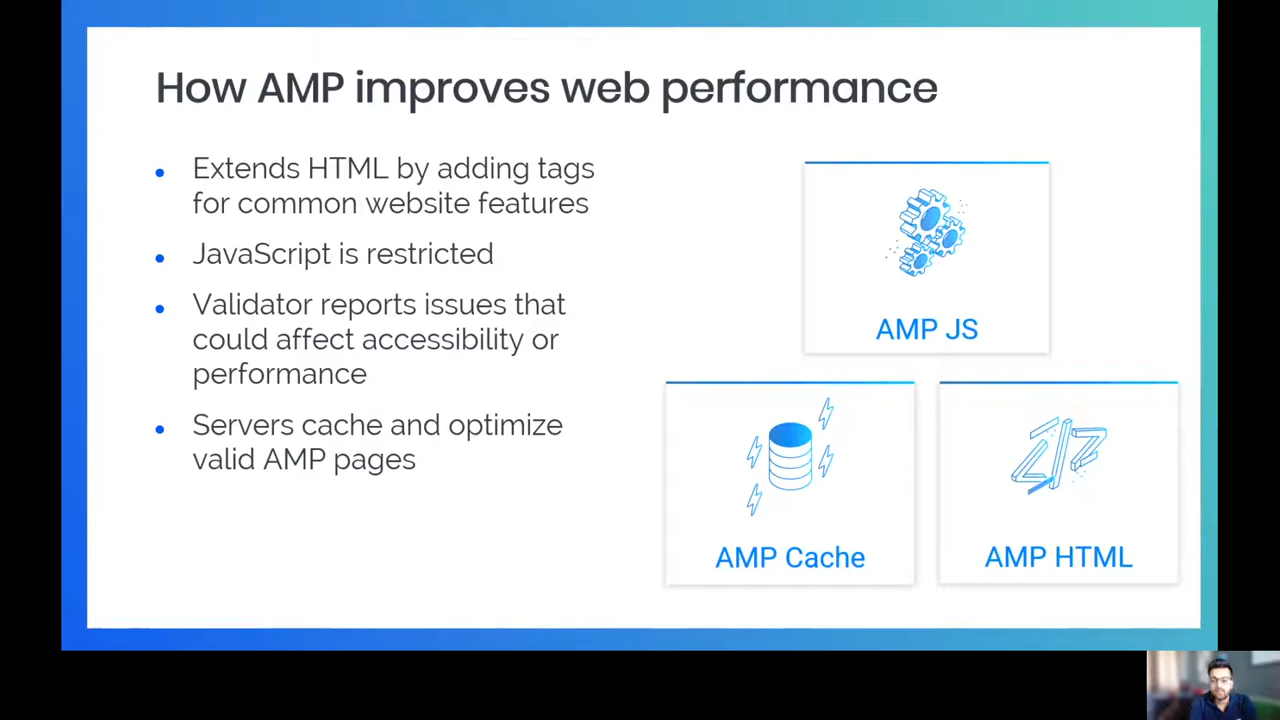 How AMP improves web performance
Extends HTML by adding tags
for common website features
JavaScript is restricted
Validator reports issues that
could affect accessibility or
performance
Servers cache and optimize
valid AMP pages
AMP JS
AMP Cache
AMP HTML